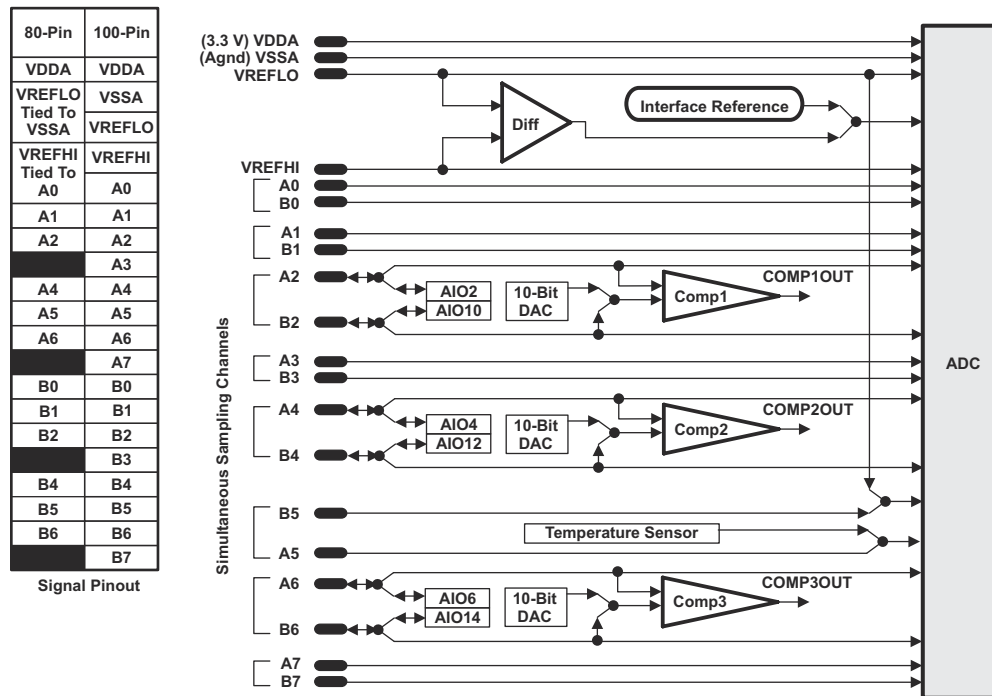 80-Pin 100-Pin
VDDA VDDA
VREFLO
Tied To
VSSA
VSSA
VREFLO
VREFHI
Tied To
A0
VREFHI
A0
A1 A1
A2 A2
A3
A4 A4
A5 A5
A6 A6
A7
B0 B0
B1 B1
B2 B2
B3
B4 B4
B5 B5
B6 B6
B7
Signal Pinout
(3.3 V) VDDA
(Agnd) VSSA
VREFLO
Diff
Interface Reference
VREFHI
A0
B0
A1
B1
A2
AIO2
AIO10
10-Bit
DAC
Comp1
COMP1OUT
B2
Simultaneous Sampling Channels
A3
B3
ADC
A4
AIO4
AIO12
10-Bit
DAC
Comp2
COMP2OUT
B4
B5
Temperature Sensor
A5
A6
AIO6
AIO14
10-Bit
DAC
Comp3
COMP3OUT
B6
A7
B7